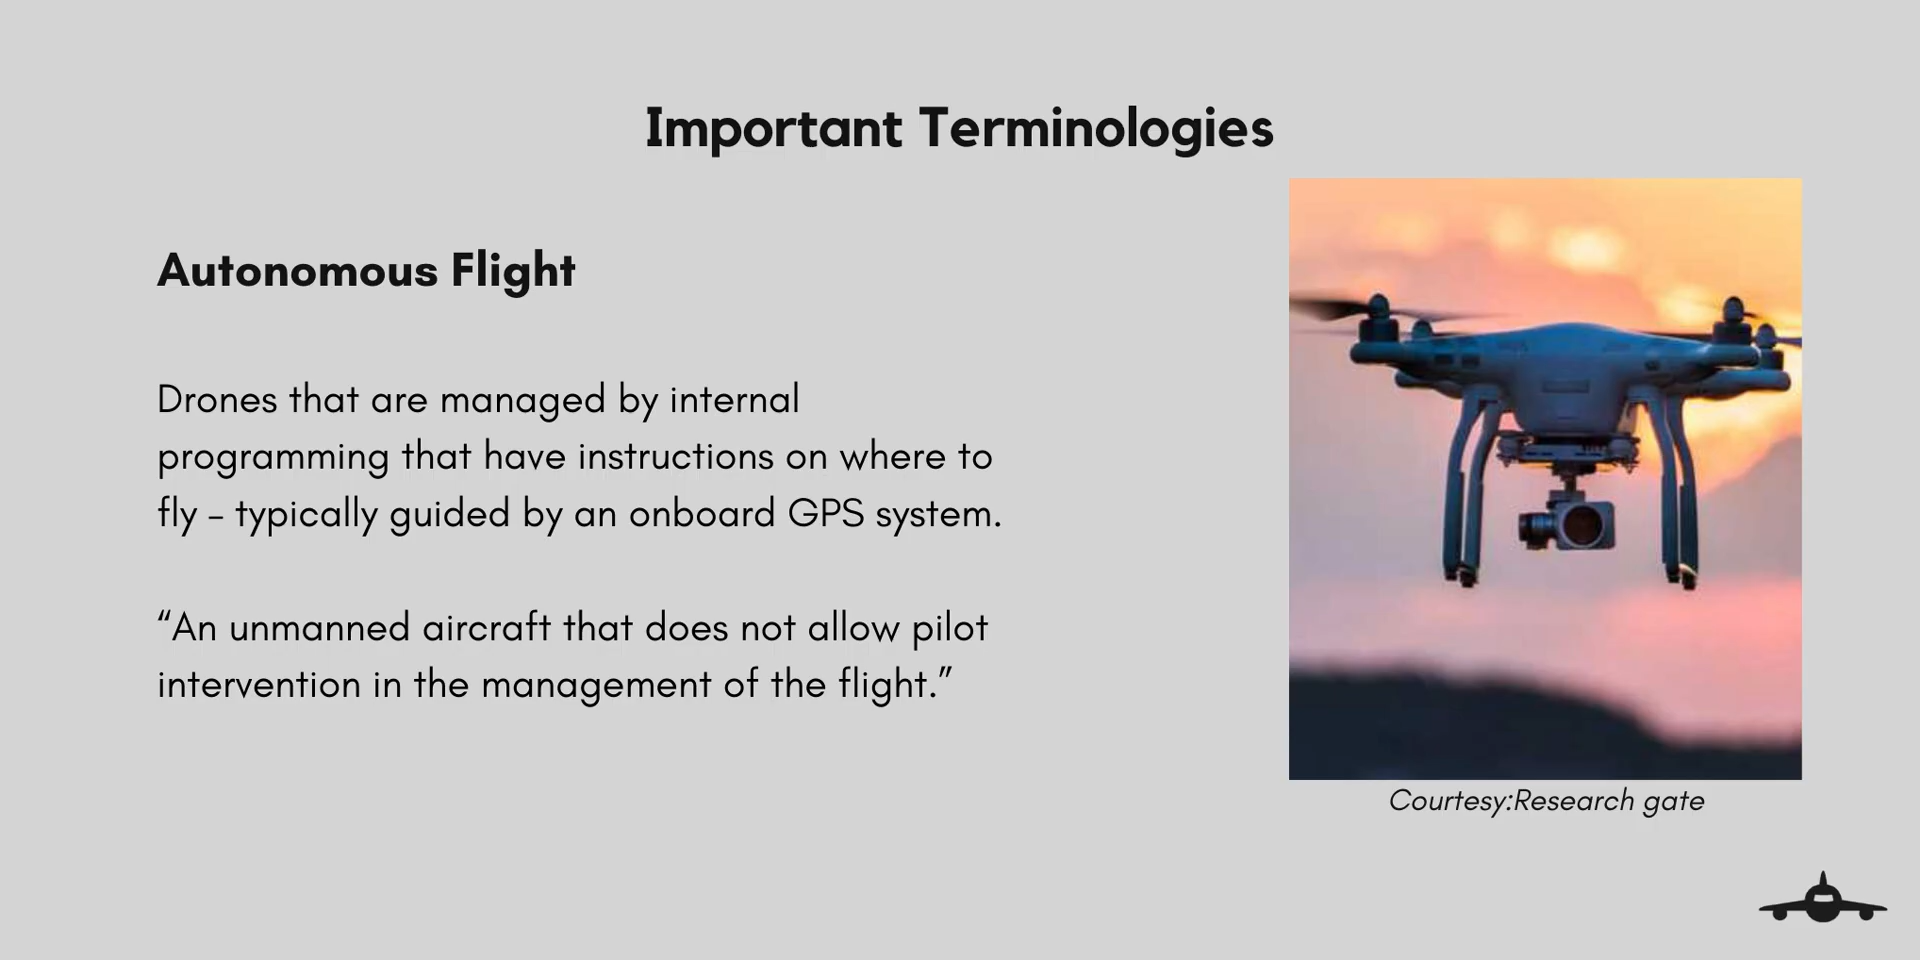 Important Terminologies
Autonomous Flight
Drones that are managed by internal
programming that have instructions on where to
fly – typically guided by an onboard GPS system.
“An unmanned aircraft that does not allow pilot
intervention in the management of the flight.”
Courtesy:Research gate